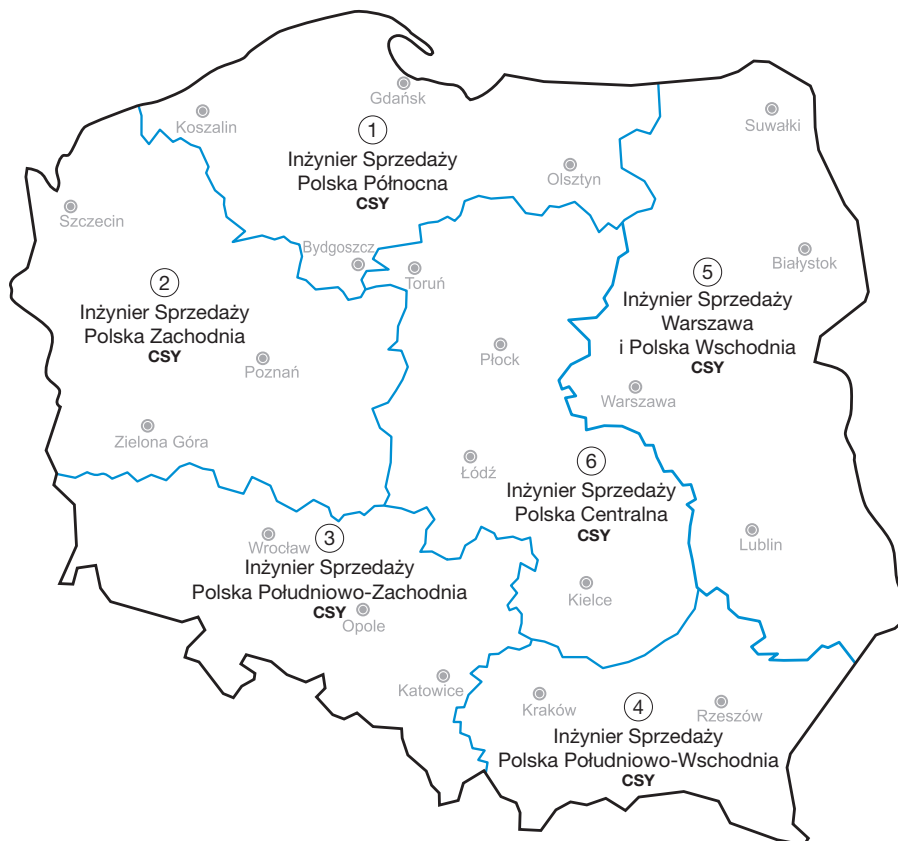 Gdańsk
Koszalin
Suwałki
1
Inżynier Sprzedaży
Polska Północna
CSY
Olsztyn
Szczecin
Bydgoszcz
Toruń
Białystok
2
Inżynier Sprzedaży
Polska Zachodnia
CSY
5
Inżynier Sprzedaży
Warszawa
i Polska Wschodnia
CSY
Płock
Poznań
Warszawa
Zielona Góra
Łódź
6
Inżynier Sprzedaży
Polska Centralna
CSY
Wrocław
3
Inżynier Sprzedaży
Polska Południowo-Zachodnia
CSY
Opole
Lublin
Kielce
Katowice
Kraków
Rzeszów
4
Inżynier Sprzedaży
Polska Południowo-Wschodnia
CSY